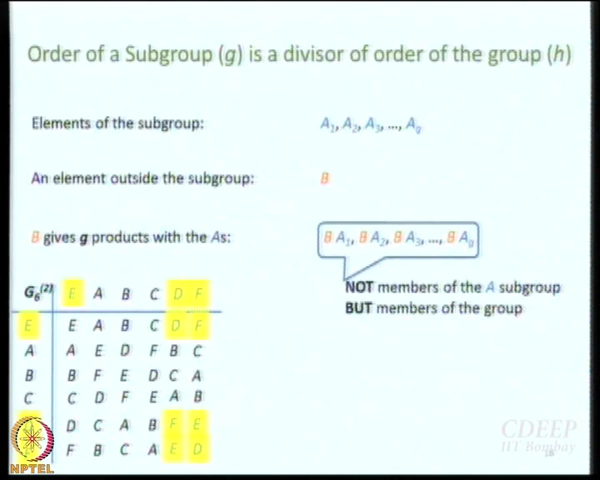 Order of a Subgroup (g) is a divisor of order of the group (h)
Elements of the subgroup: A1, A2, A3, ..., Ag
An element outside the subgroup: B
B gives g products with the As: B A1, B A2, B A3, ..., B Ag
NOT members of the A subgroup
BUT members of the group
G6(2) E A B C D F
E E A B C D F
A A E D F B C
B B F E D C A
C C D F E A B
D C A B F E
F B C A E D
NPTEL
CDEEP
IIT Bombay